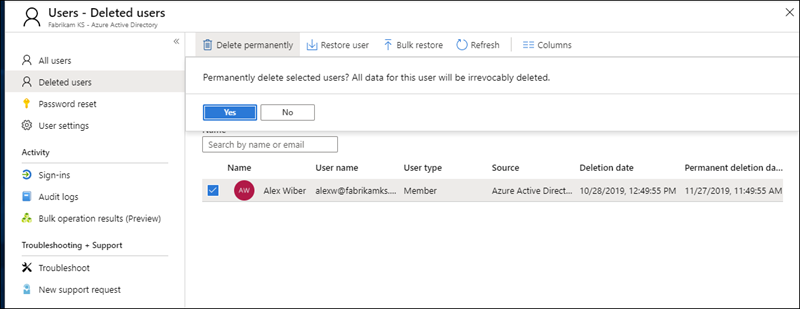 Users - Deleted users
Fabrikam KS - Azure Active Directory
All users
Deleted users
Password reset
User settings
Activity
Sign-ins
Audit logs
Bulk operation results (Preview)
Troubleshooting + Support
Troubleshoot
New support request
Delete permanently Restore user Bulk restore Refresh Columns
Permanently delete selected users? All data for this user will be irrevocably deleted.
Yes No
Name
Search by name or email
Name User name User type Source Deletion date Permanent deletion da...
AW Alex Wiber alexw@fabrikamks.... Member Azure Active Direct... 10/28/2019, 12:49:55 PM 11/27/2019, 11:49:55 AM